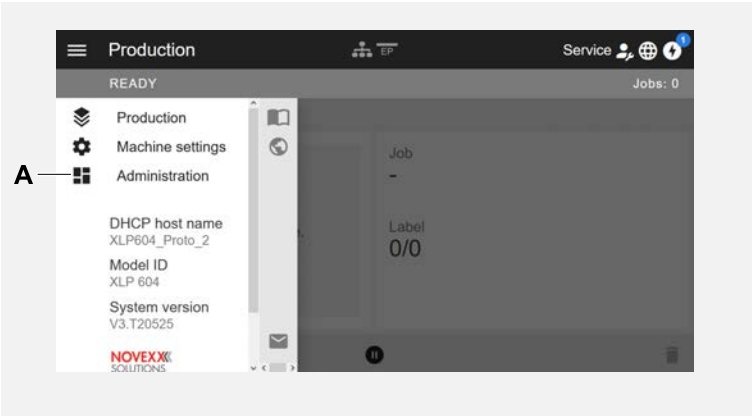 Production
EP
Service
1
READY
Jobs: 0
Production
Machine settings
A
Administration
DHCP host name
XLP604_Proto_2
Model ID
XLP 604
System version
V3.T20525
NOVEXX
SOLUTIONS
Job
-
Label
0/0